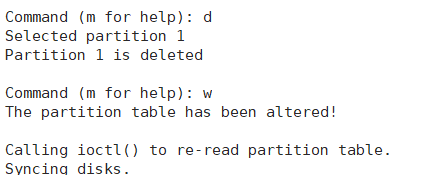 Command (m for help): d
Selected partition 1
Partition 1 is deleted
Command (m for help): w
The partition table has been altered!
Calling ioctl() to re-read partition table.
Syncing disks.